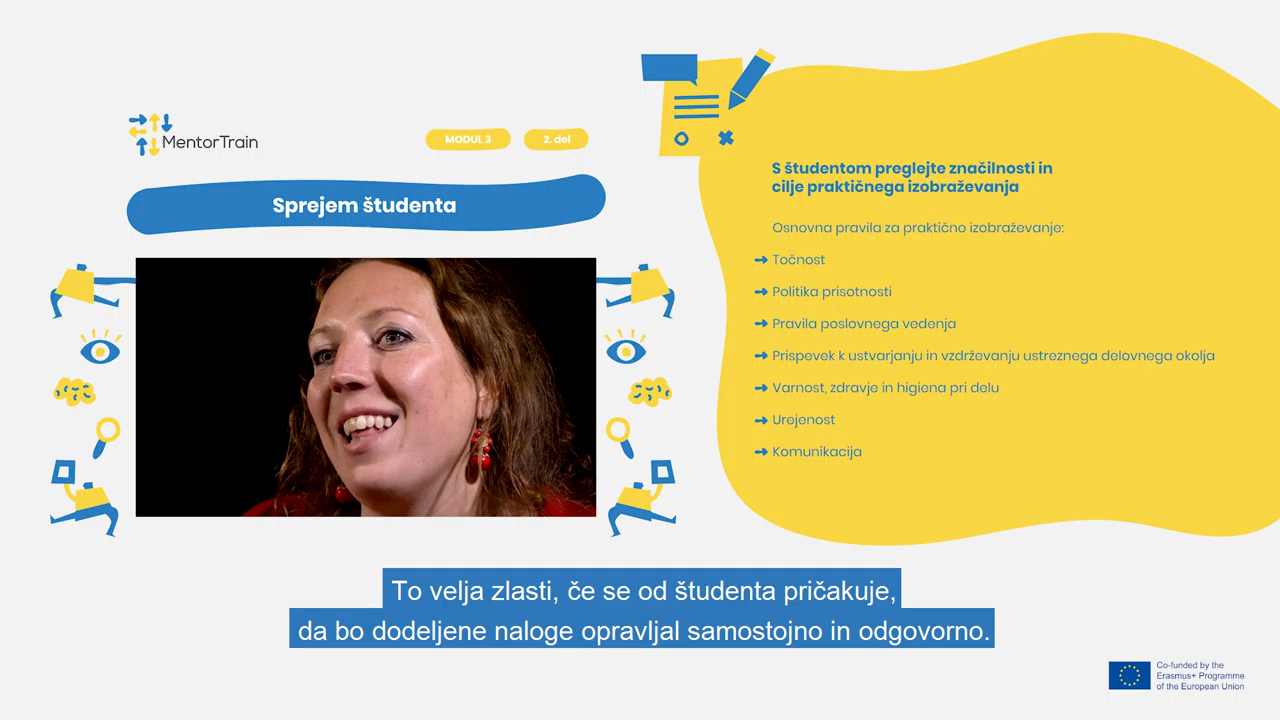 MentorTrain
MODUL 3
2. del
Sprejem študenta
S študentom preglejte značilnosti in
cilje praktičnega izobraževanja
Osnovna pravila za praktično izobraževanje:
Točnost
Politika prisotnosti
Pravila poslovnega vedenja
Prispevek k ustvarjanju in vzdrževanju ustreznega delovnega okolja
Varnost, zdravje in higiena pri delu
Urejenost
Komunikacija
To velja zlasti, če se od študenta pričakuje,
da bo dodeljene naloge opravljal samostojno in odgovorno.
Co-funded by the
Erasmus+ Programme
of the European Union